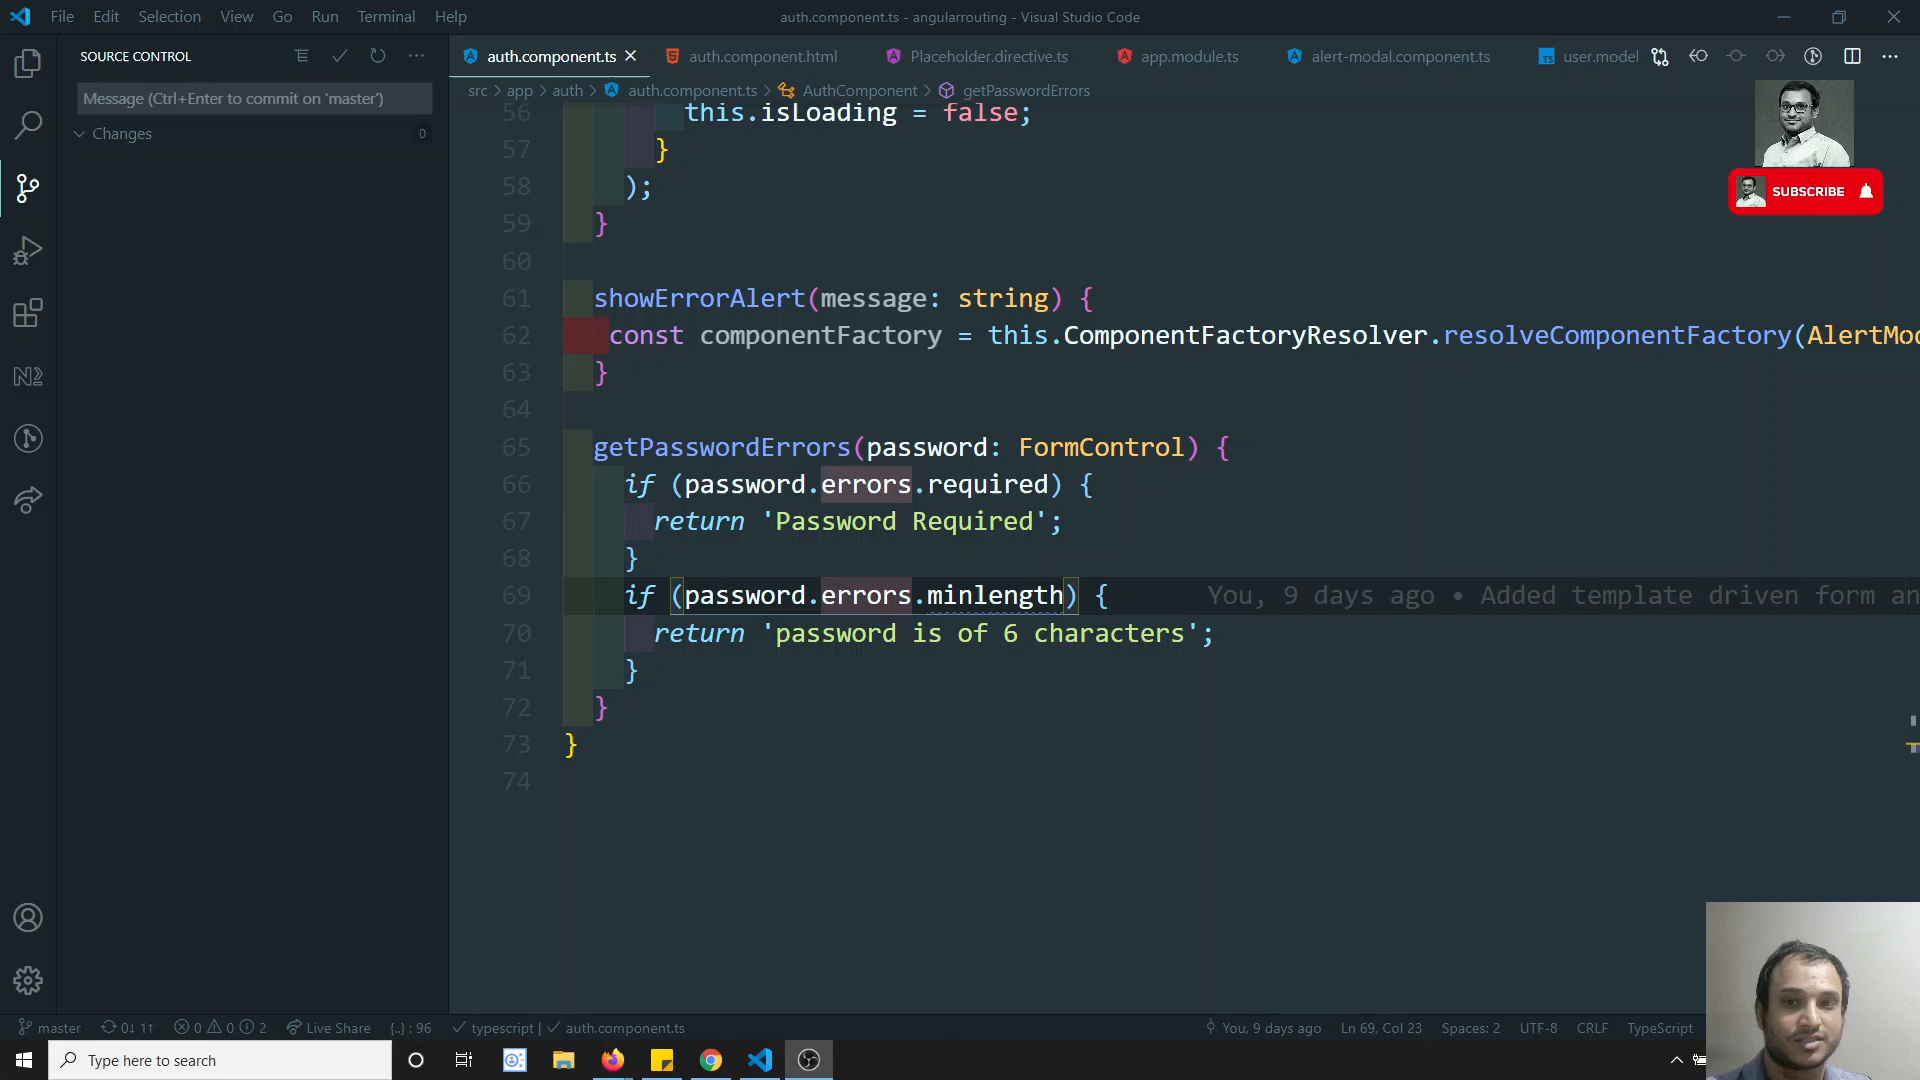 File Edit Selection View Go Run Terminal Help
auth.component.ts - angularrouting - Visual Studio Code
SOURCE CONTROL
Message (Ctrl+Enter to commit on 'master')
Changes 0
auth.component.ts auth.component.html Placeholder.directive.ts app.module.ts alert-modal.component.ts TS user.model
src > app > auth > auth.component.ts > AuthComponent > getPasswordErrors
SUBSCRIBE
56 this.isLoading = false;
57 }
58 );
59 }
60
61 showErrorAlert(message: string) {
62 const componentFactory = this.ComponentFactoryResolver.resolveComponentFactory(AlertMod
63 }
64
65 getPasswordErrors(password: FormControl) {
66 if (password.errors.required) {
67 return 'Password Required';
68 }
69 if (password.errors.minlength) { You, 9 days ago • Added template driven form an
70 return 'password is of 6 characters';
71 }
72 }
73 }
74
master 0↓ 1↑ 0 0 2 Live Share {..} : 96 typescript | auth.component.ts You, 9 days ago Ln 69, Col 23 Spaces: 2 UTF-8 CRLF TypeScript
Type here to search